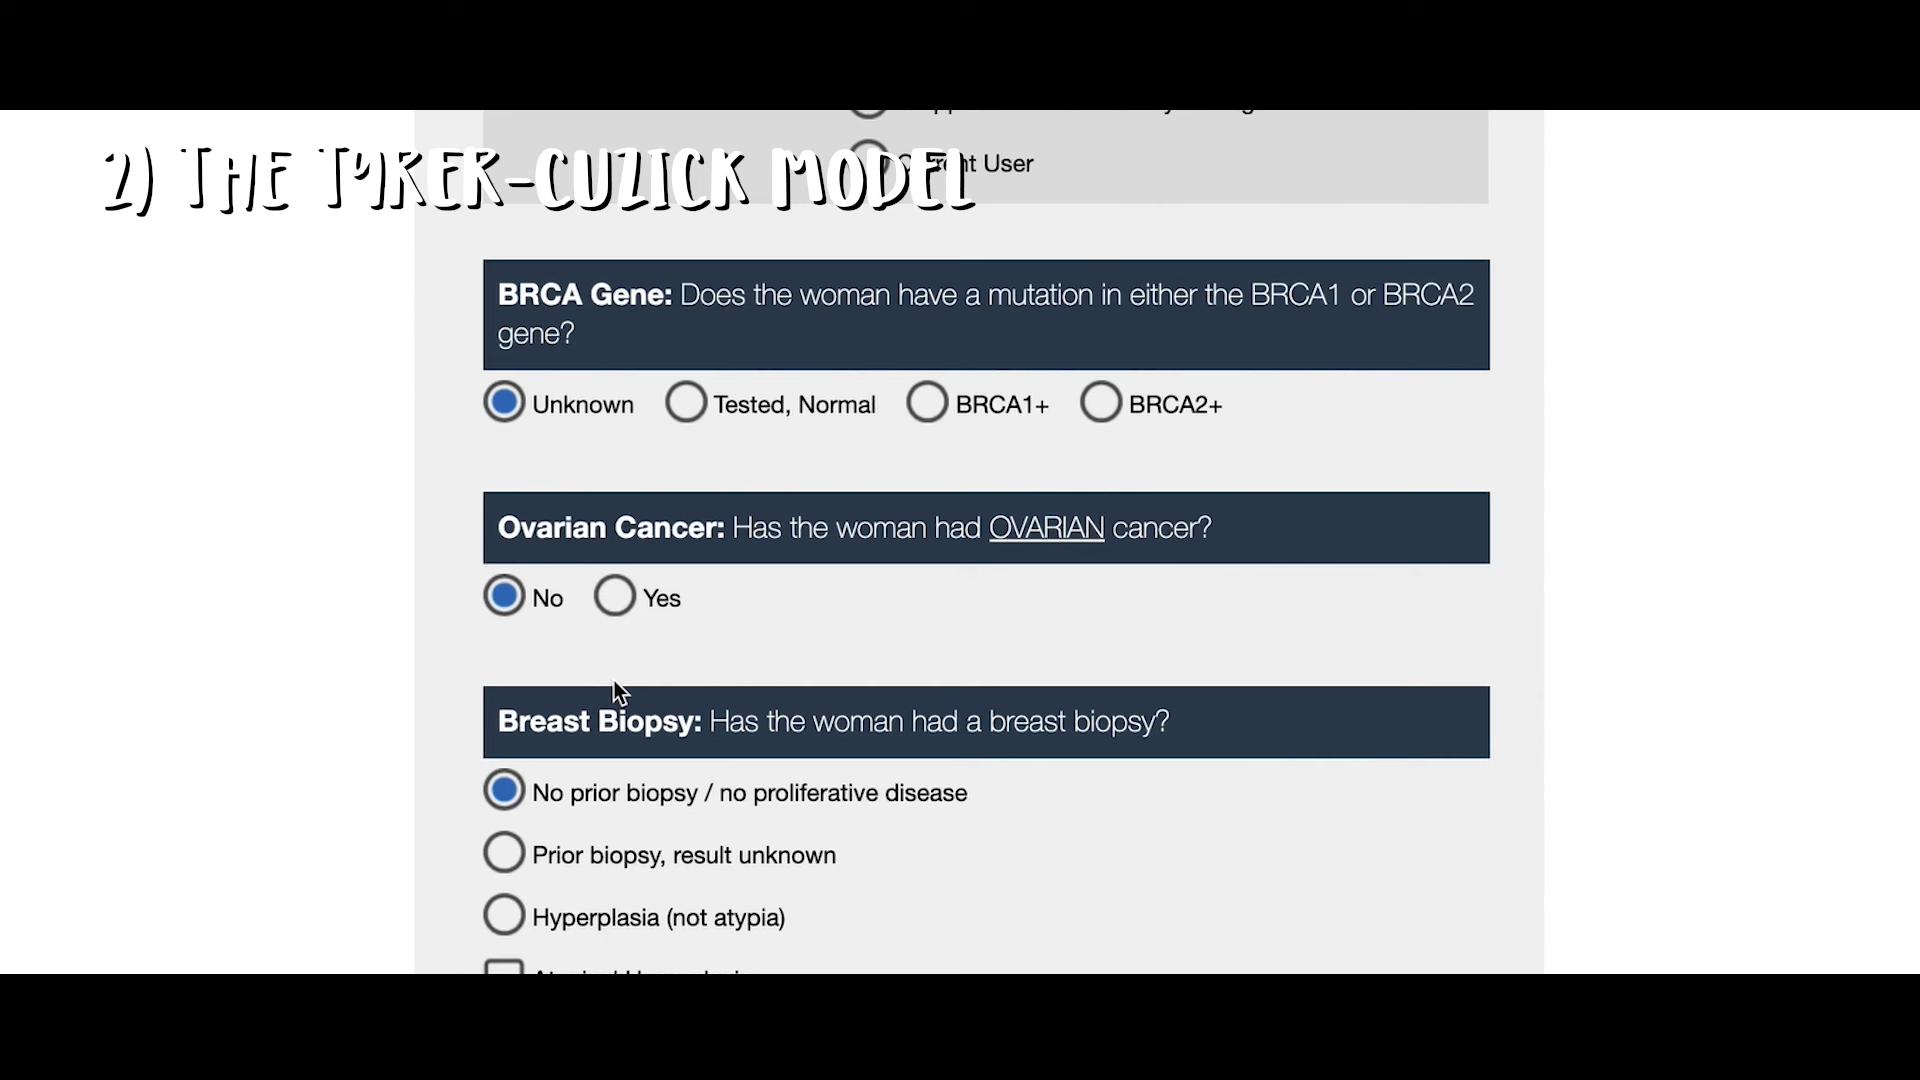 2) THE TYRER-CUZICK MODEL
Current User
BRCA Gene: Does the woman have a mutation in either the BRCA1 or BRCA2
gene?
Unknown Tested, Normal BRCA1+ BRCA2+
Ovarian Cancer: Has the woman had OVARIAN cancer?
No Yes
Breast Biopsy: Has the woman had a breast biopsy?
No prior biopsy / no proliferative disease
Prior biopsy, result unknown
Hyperplasia (not atypia)